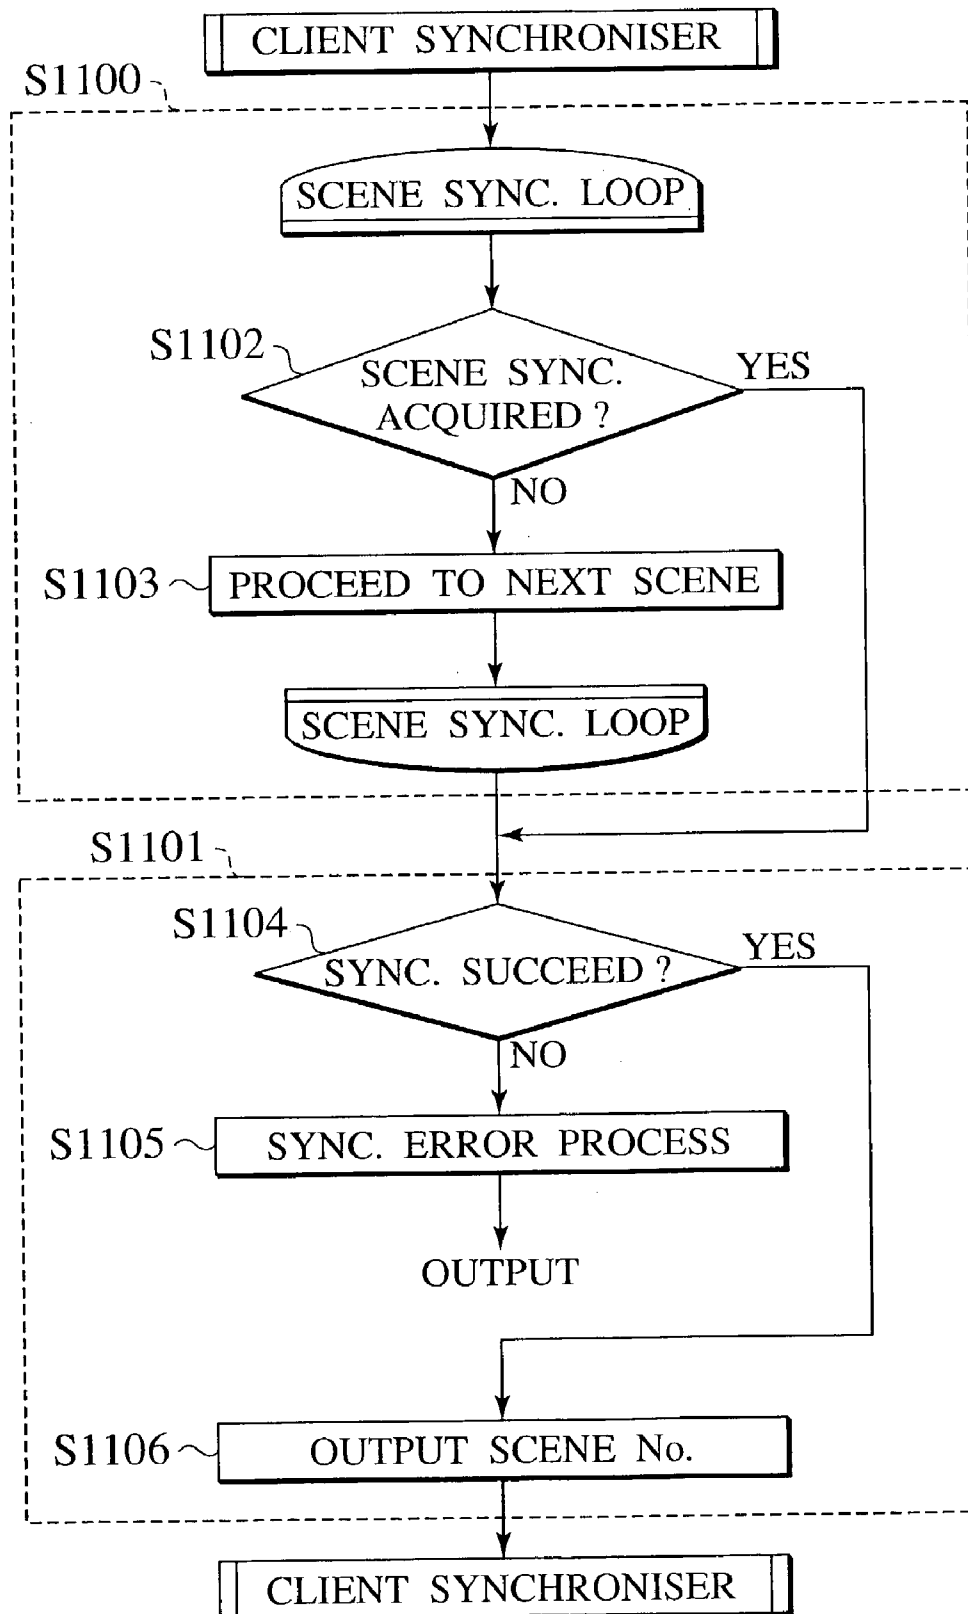 CLIENT SYNCHRONISER
S1100
SCENE SYNC. LOOP
S1102
SCENE SYNC.
ACQUIRED ?
YES
NO
S1103
PROCEED TO NEXT SCENE
SCENE SYNC. LOOP
S1101
S1104
SYNC. SUCCEED ?
YES
NO
S1105
SYNC. ERROR PROCESS
OUTPUT
S1106
OUTPUT SCENE No.
CLIENT SYNCHRONISER